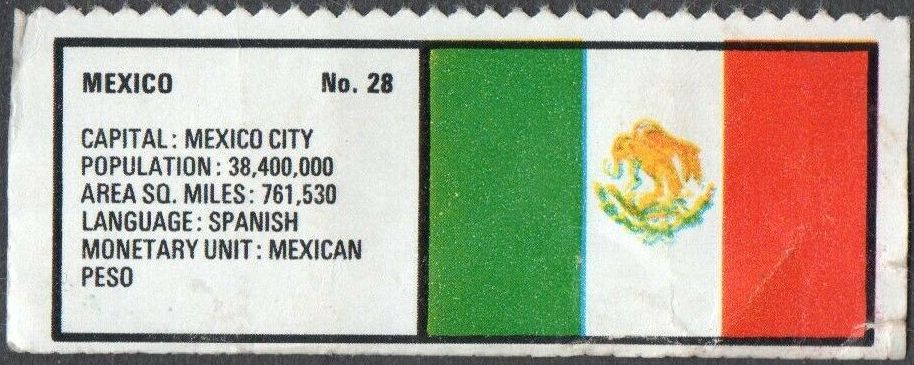 MEXICO No. 28
CAPITAL: MEXICO CITY
POPULATION: 38,400,000
AREA SQ. MILES: 761,530
LANGUAGE: SPANISH
MONETARY UNIT: MEXICAN
PESO